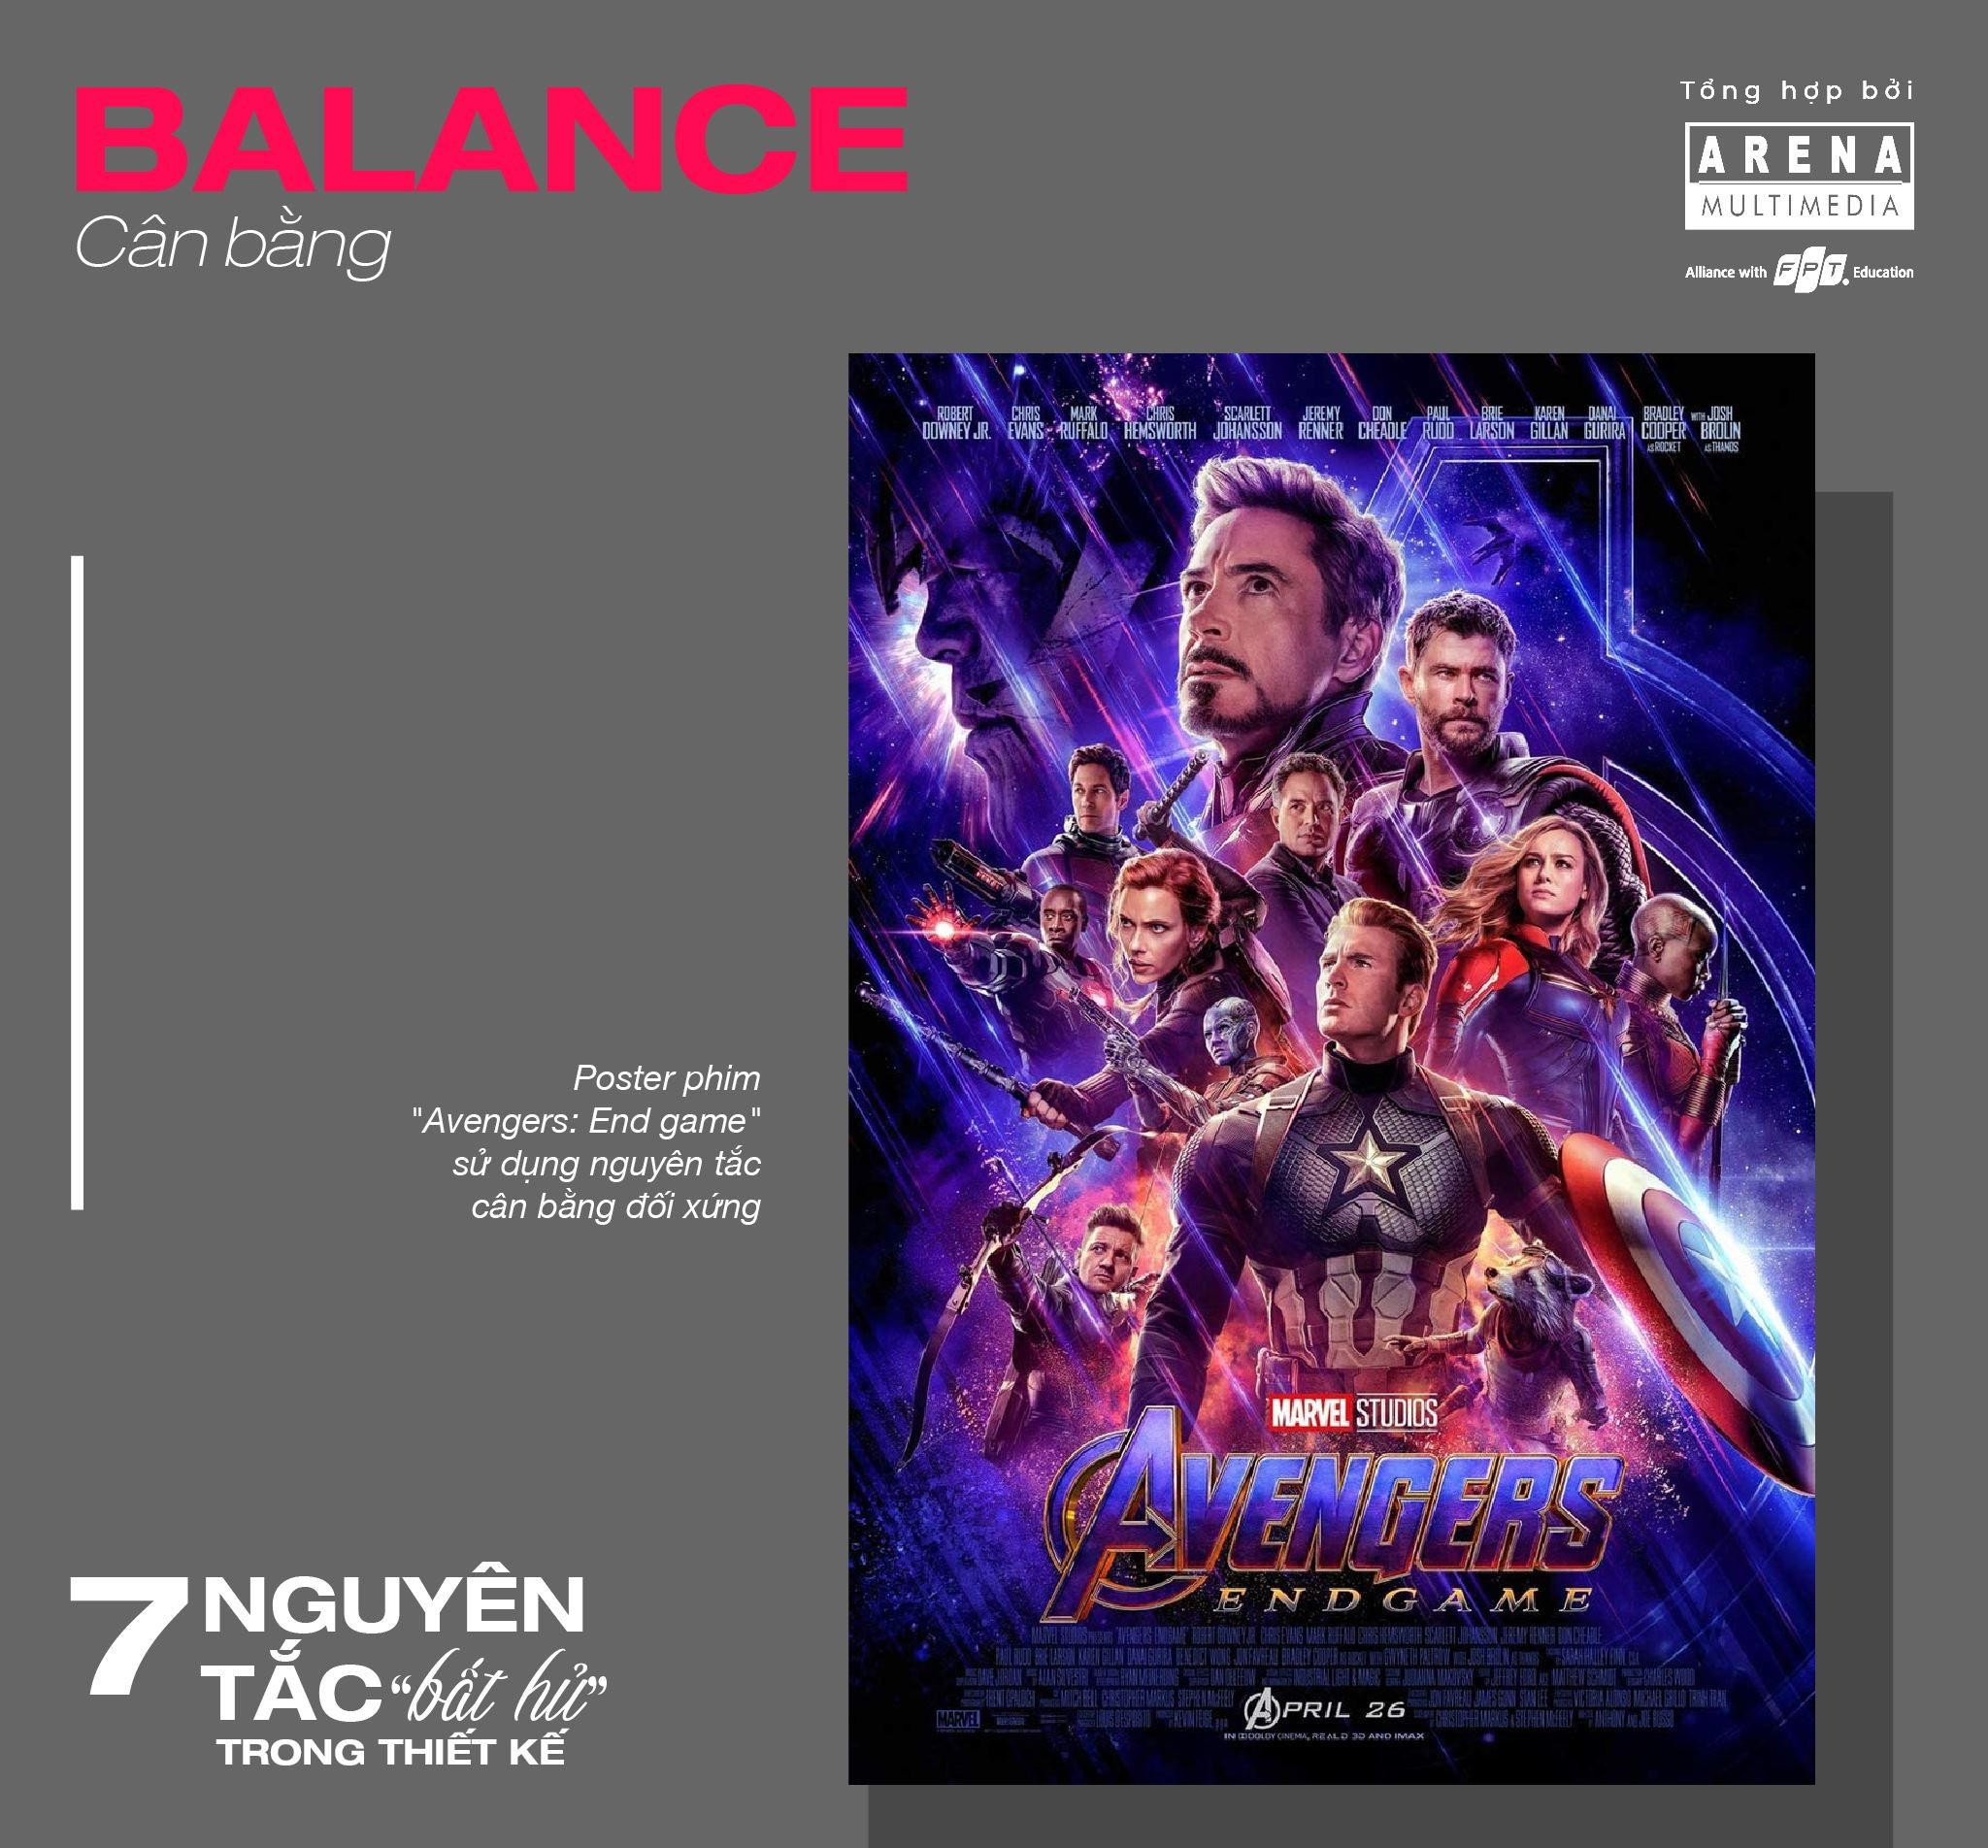 BALANCE
Cân bằng
Tổng hợp bởi
ARENA
MULTIMEDIA
Alliance with FPT. Education
ROBERT DOWNEY JR.
CHRIS EVANS
MARK RUFFALO
CHRIS HEMSWORTH
SCARLETT JOHANSSON
JEREMY RENNER
DON CHEADLE
PAUL RUDD
BRIE LARSON
KAREN GILLAN
DANAI GURIRA
BRADLEY COOPER AS ROCKET
WITH JOSH BROLIN AS THANOS
Poster phim
"Avengers: End game"
sử dụng nguyên tắc
cân bằng đối xứng
MARVEL STUDIOS
AVENGERS
ENDGAME
MARVEL
APRIL 26
IN DOLBY CINEMA, REALD 3D AND IMAX
7 NGUYÊN
TẮC “bất hủ”
TRONG THIẾT KẾ